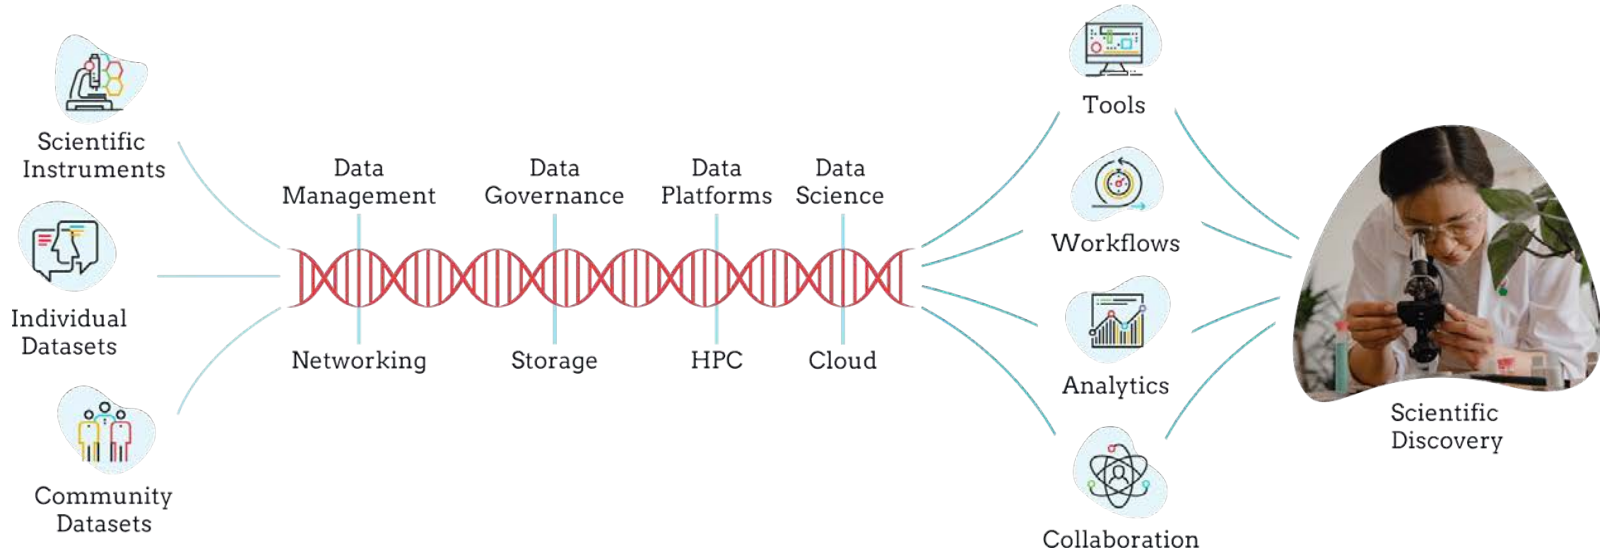 Scientific
Instruments
Individual
Datasets
Community
Datasets
Data
Management
Data
Governance
Data
Platforms
Data
Science
Networking
Storage
HPC
Cloud
Tools
Workflows
Analytics
Collaboration
Scientific
Discovery